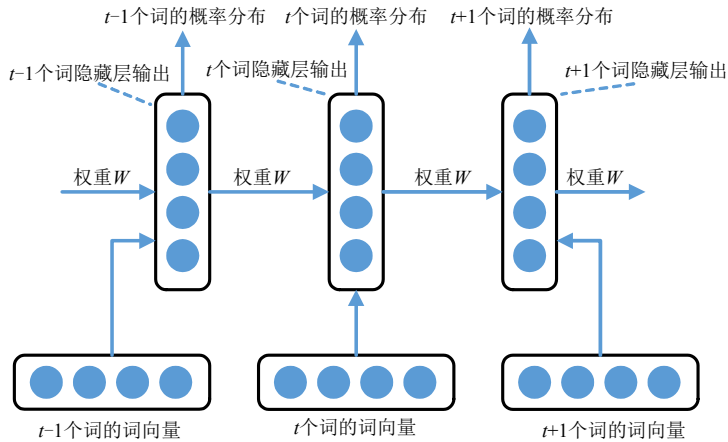 t−1个词的概率分布
t个词的概率分布
t+1个词的概率分布
t−1个词隐藏层输出
t个词隐藏层输出
t+1个词隐藏层输出
权重W
权重W
权重W
权重W
t−1个词的词向量
t个词的词向量
t+1个词的词向量